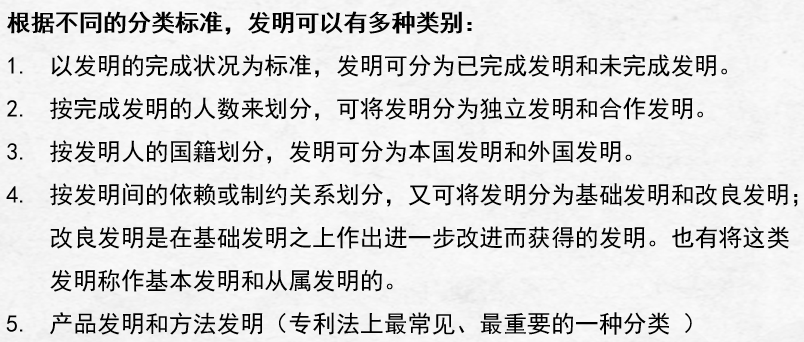 根据不同的分类标准，发明可以有多种类别：
1. 以发明的完成状况为标准，发明可分为已完成发明和未完成发明。
2. 按完成发明的人数来划分，可将发明分为独立发明和合作发明。
3. 按发明人的国籍划分，发明可分为本国发明和外国发明。
4. 按发明间的依赖或制约关系划分，又可将发明分为基础发明和改良发明；
改良发明是在基础发明之上作出进一步改进而获得的发明。也有将这类
发明称作基本发明和从属发明的。
5. 产品发明和方法发明（专利法上最常见、最重要的一种分类 ）